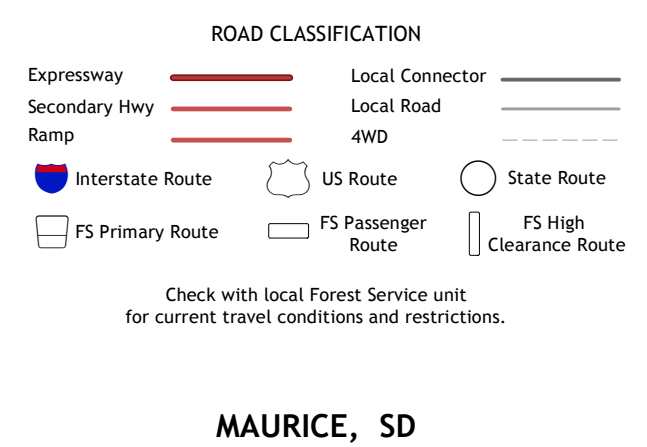 ROAD CLASSIFICATION
Expressway
Local Connector
Secondary Hwy
Local Road
Ramp
4WD
Interstate Route
US Route
State Route
FS Primary Route
FS Passenger
Route
FS High
Clearance Route
Check with local Forest Service unit
for current travel conditions and restrictions.
MAURICE, SD